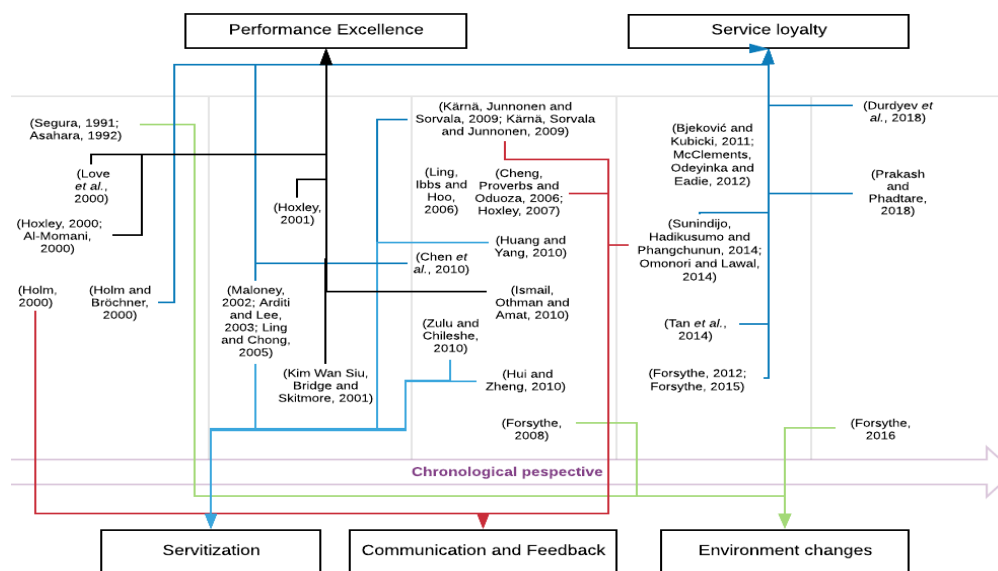 Performance Excellence
Service loyalty
(Segura, 1991;
Asahara, 1992)
(Love
et al.,
2000)
(Hoxley, 2000;
Al-Momani,
2000)
(Holm,
2000)
(Holm and
Bröchner,
2000)
(Maloney,
2002; Arditi
and Lee,
2003; Ling
and Chong,
2005)
(Hoxley,
2001)
(Kim Wan Siu,
Bridge and
Skitmore, 2001)
(Kärnä, Junnonen and
Sorvala, 2009; Kärnä, Sorvala
and Junnonen, 2009)
(Ling,
Ibbs and
Hoo,
2006)
(Cheng,
Proverbs and
Oduoza, 2006;
Hoxley, 2007)
(Huang and
Yang, 2010)
(Chen et
al., 2010)
(Ismail,
Othman and
Amat, 2010)
(Zulu and
Chileshe,
2010)
(Hui and
Zheng, 2010)
(Forsythe,
2008)
(Bjeković and
Kubicki, 2011;
McClements,
Odeyinka and
Eadie, 2012)
(Sunindijo,
Hadikusumo and
Phangchunun, 2014;
Omonori and Lawal,
2014)
(Tan et al.,
2014)
(Forsythe, 2012;
Forsythe, 2015)
(Durdyev et
al., 2018)
(Prakash
and
Phadtare,
2018)
(Forsythe,
2016
Chronological pespective
Servitization
Communication and Feedback
Environment changes